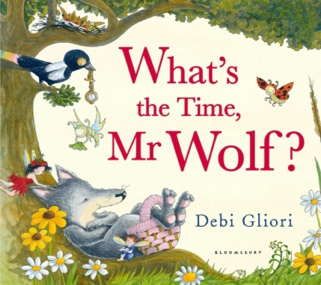 What's
the Time,
Mr Wolf?
Debi Gliori
BLOOMSBURY